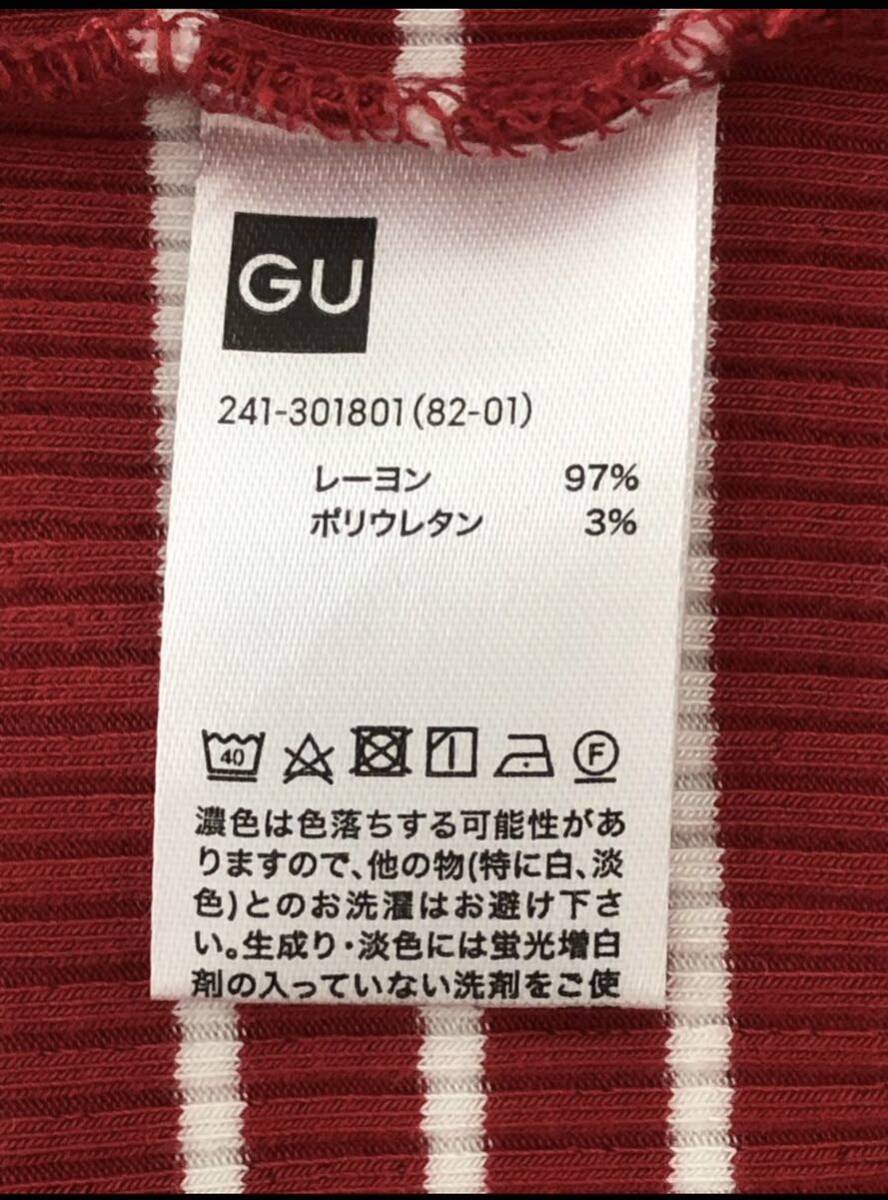 GU
241-301801(82-01)
レーヨン 97%
ポリウレタン 3%
40
F
濃色は色落ちする可能性があ
りますので、他の物(特に白、淡
色)とのお洗濯はお避け下さ
い。生成り・淡色には蛍光増白
剤の入っていない洗剤をご使